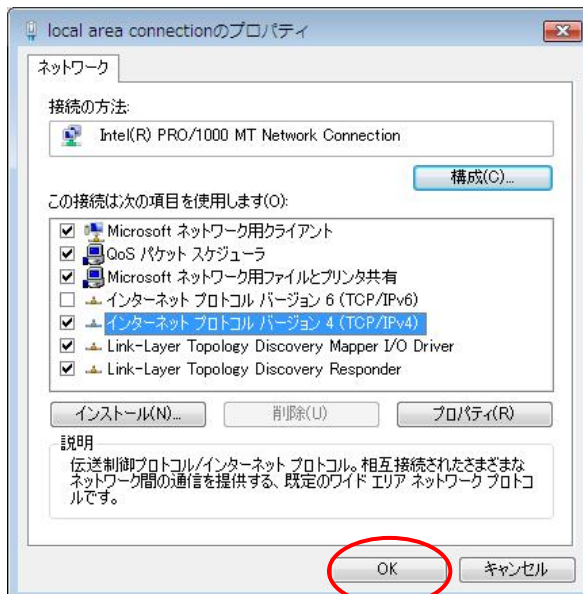 local area connectionのプロパティ
ネットワーク
接続の方法:
Intel(R) PRO/1000 MT Network Connection
構成(C)...
この接続は次の項目を使用します(O):
Microsoft ネットワーク用クライアント
QoS パケット スケジューラ
Microsoft ネットワーク用ファイルとプリンタ共有
インターネット プロトコル バージョン 6 (TCP/IPv6)
インターネット プロトコル バージョン 4 (TCP/IPv4)
Link-Layer Topology Discovery Mapper I/O Driver
Link-Layer Topology Discovery Responder
インストール(N)...
削除(U)
プロパティ(R)
説明
伝送制御プロトコル/インターネット プロトコル。相互接続されたさまざまな
ネットワーク間の通信を提供する、既定のワイド エリア ネットワーク プロトコ
ルです。
OK
キャンセル